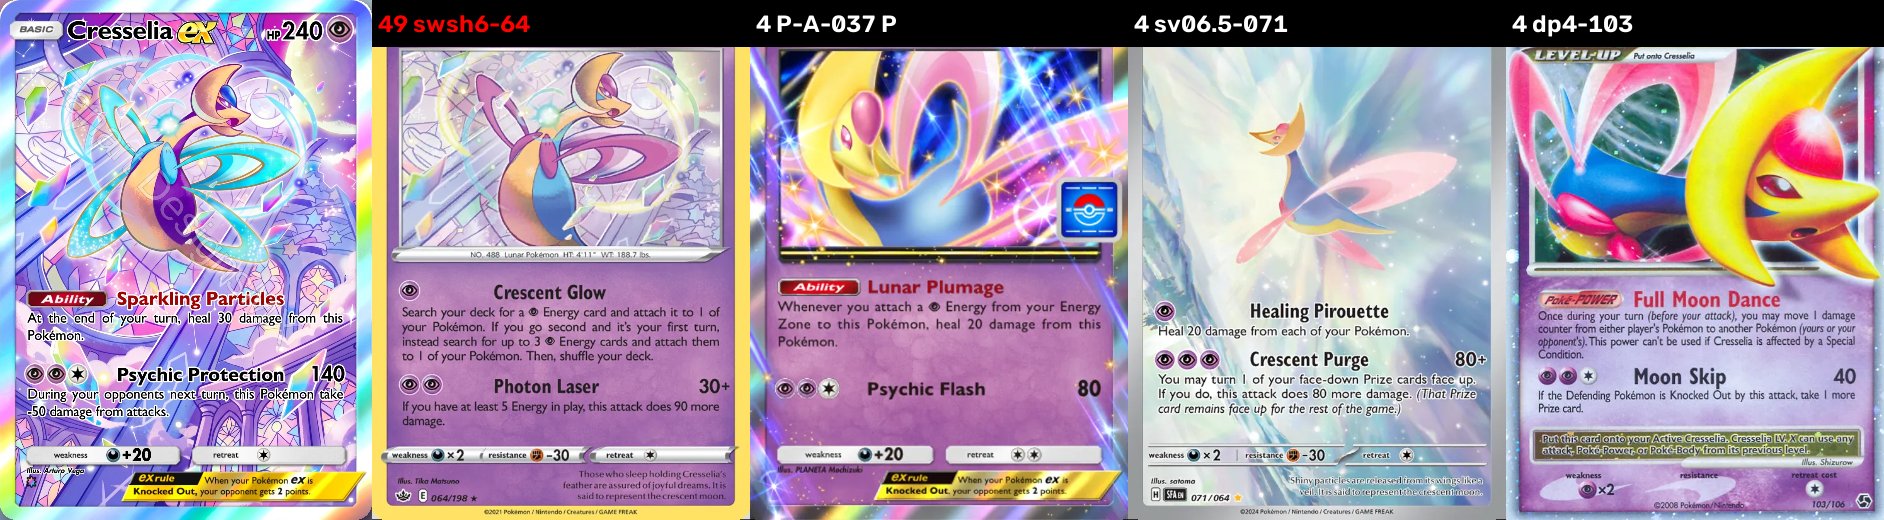 BASIC
Cresselia ex
HP 240
Ability Sparkling Particles
At the end of your turn, heal 30 damage from this
Pokémon.
Psychic Protection 140
During your opponents next turn, this Pokémon take
-50 damage from attacks.
weakness +20 retreat
Illus. Arturo Vega
ex rule When your Pokémon ex is
Knocked Out, your opponent gets 2 points.
49 swsh6-64
NO. 488 Lunar Pokémon HT: 4'11" WT: 188.7 lbs.
Crescent Glow
Search your deck for a Energy card and attach it to 1 of
your Pokémon. If you go second and it's your first turn,
instead search for up to 3 Energy cards and attach them
to 1 of your Pokémon. Then, shuffle your deck.
Photon Laser 30+
If you have at least 5 Energy in play, this attack does 90 more
damage.
weakness ×2 resistance -30 retreat
Illus. Tika Matsuno
E 064/198 ★
Those who sleep holding Cresselia's
feather are assured of joyful dreams. It is
said to represent the crescent moon.
©2021 Pokémon / Nintendo / Creatures / GAME FREAK
4 P-A-037 P
Ability Lunar Plumage
Whenever you attach a Energy from your Energy
Zone to this Pokémon, heal 20 damage from this
Pokémon.
Psychic Flash 80
weakness +20 retreat
Illus. PLANETA Mochizuki
ex rule When your Pokémon ex is
Knocked Out, your opponent gets 2 points.
4 sv06.5-071
Healing Pirouette
Heal 20 damage from each of your Pokémon.
Crescent Purge 80+
You may turn 1 of your face-down Prize cards face up.
If you do, this attack does 80 more damage. (That Prize
card remains face up for the rest of the game.)
weakness ×2 resistance -30 retreat
Illus. satoma
H SFA EN 071/064 ★
Shiny particles are released from its wings like a
veil. It is said to represent the crescent moon.
©2024 Pokémon / Nintendo / Creatures / GAME FREAK
4 dp4-103
LEVEL-UP Put onto Cresselia
Poké-POWER Full Moon Dance
Once during your turn (before your attack), you may move 1 damage
counter from either player's Pokémon to another Pokémon (yours or your
opponent's). This power can't be used if Cresselia is affected by a Special
Condition.
Moon Skip 40
If the Defending Pokémon is Knocked Out by this attack, take 1 more
Prize card.
Put this card onto your Active Cresselia. Cresselia LV.X can use any
attack, Poké-Power, or Poké-Body from its previous level.
Illus. Shizurow
weakness resistance retreat cost
×2
©2008 Pokémon/Nintendo 103/106